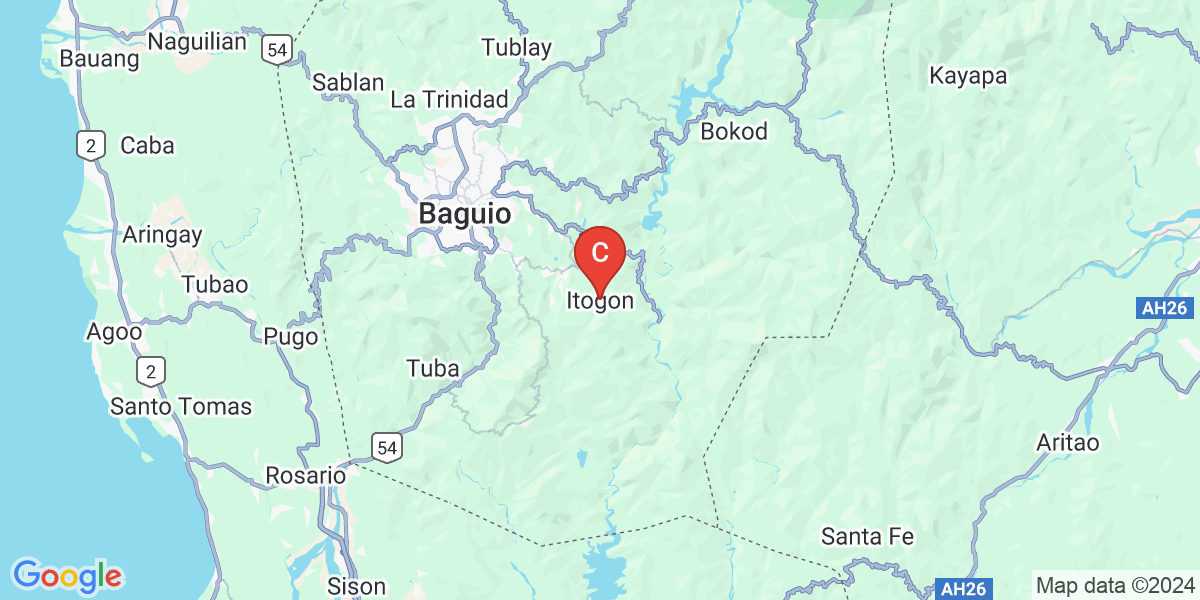 Naguilian
54
Tublay
Bauang
Kayapa
Sablan
La Trinidad
Bokod
2
Caba
Baguio
Aringay
C
Tubao
Itogon
AH26
Agoo
Pugo
Tuba
2
Santo Tomas
54
Aritao
Rosario
Santa Fe
Google
Sison
AH26
Map data ©2024